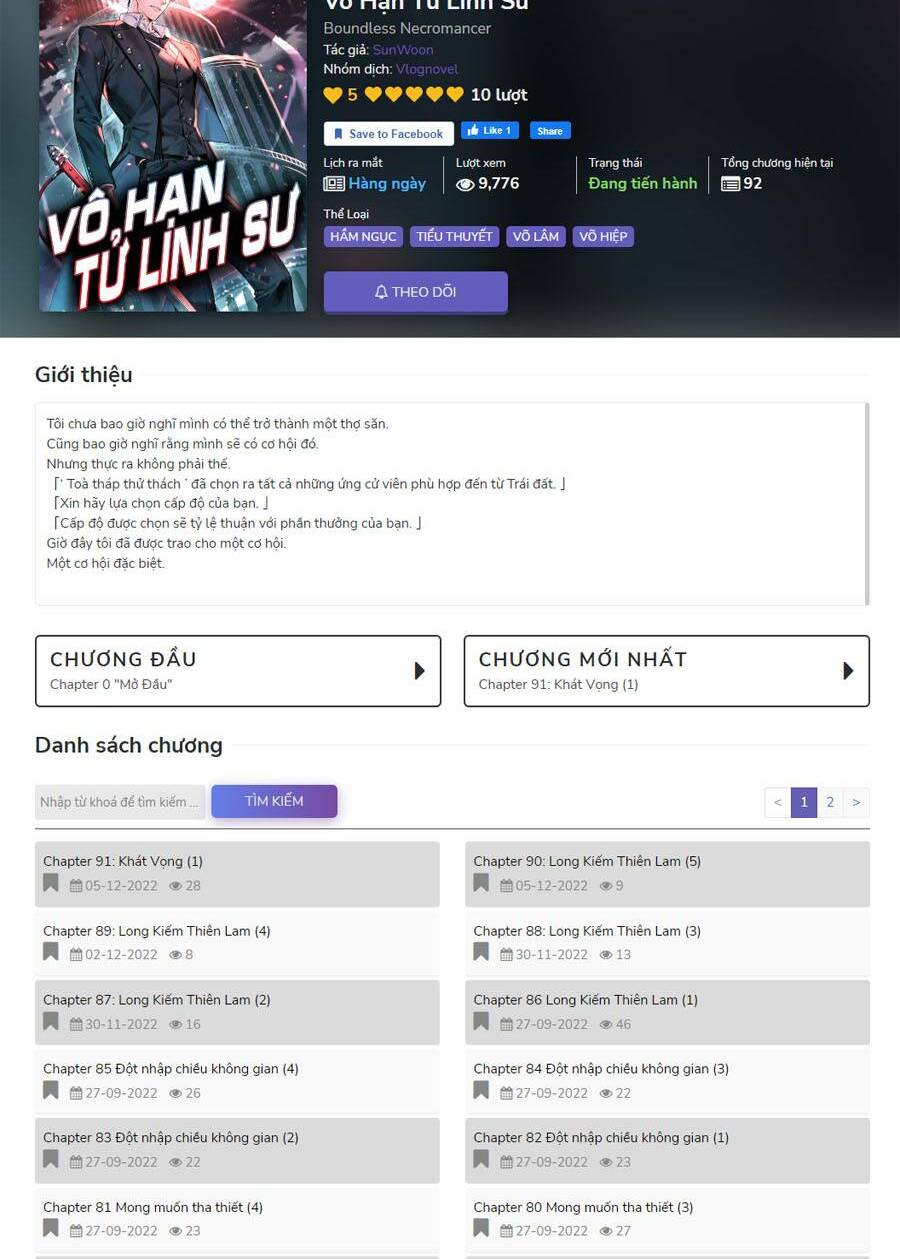 Vô Hạn Tử Linh Sư
Boundless Necromancer
Tác giả: SunWoon
Nhóm dịch: Vlognovel
5 10 lượt
Save to Facebook Like 1 Share
Lịch ra mắt Lượt xem Trạng thái Tổng chương hiện tại
Hàng ngày 9,776 Đang tiến hành 92
Thể Loại
HẦM NGỤC TIỂU THUYẾT VÕ LÂM VÕ HIỆP
THEO DÕI
VÔ HẠN
TỬ LINH SƯ
Giới thiệu
Tôi chưa bao giờ nghĩ mình có thể trở thành một thợ săn.
Cũng bao giờ nghĩ rằng mình sẽ có cơ hội đó.
Nhưng thực ra không phải thế.
⌈‘ Toà tháp thử thách ’ đã chọn ra tất cả những ứng cử viên phù hợp đến từ Trái đất. ⌋
⌈Xin hãy lựa chọn cấp độ của bạn. ⌋
⌈Cấp độ được chọn sẽ tỷ lệ thuận với phần thưởng của bạn. ⌋
Giờ đây tôi đã được trao cho một cơ hội.
Một cơ hội đặc biệt.
CHƯƠNG ĐẦU
Chapter 0 "Mở Đầu"
CHƯƠNG MỚI NHẤT
Chapter 91: Khát Vọng (1)
Danh sách chương
Nhập từ khoá để tìm kiếm ... TÌM KIẾM < 1 2 >
Chapter 91: Khát Vọng (1)
05-12-2022 28
Chapter 90: Long Kiếm Thiên Lam (5)
05-12-2022 9
Chapter 89: Long Kiếm Thiên Lam (4)
02-12-2022 8
Chapter 88: Long Kiếm Thiên Lam (3)
30-11-2022 13
Chapter 87: Long Kiếm Thiên Lam (2)
30-11-2022 16
Chapter 86 Long Kiếm Thiên Lam (1)
27-09-2022 46
Chapter 85 Đột nhập chiều không gian (4)
27-09-2022 26
Chapter 84 Đột nhập chiều không gian (3)
27-09-2022 22
Chapter 83 Đột nhập chiều không gian (2)
27-09-2022 22
Chapter 82 Đột nhập chiều không gian (1)
27-09-2022 23
Chapter 81 Mong muốn tha thiết (4)
27-09-2022 23
Chapter 80 Mong muốn tha thiết (3)
27-09-2022 27